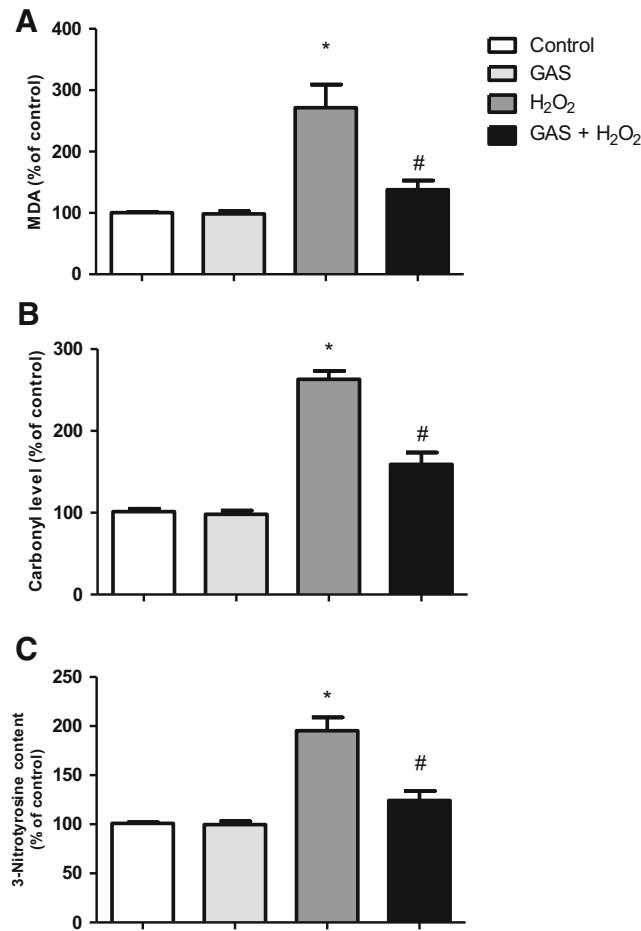 A
MDA (% of control)
400
300
200
100
0
*
#
Control
GAS
H₂O₂
GAS + H₂O₂
B
Carbonyl level (% of control)
300
200
100
0
*
#
C
3-Nitrotyrosine content
(% of control)
250
200
150
100
50
0
*
#